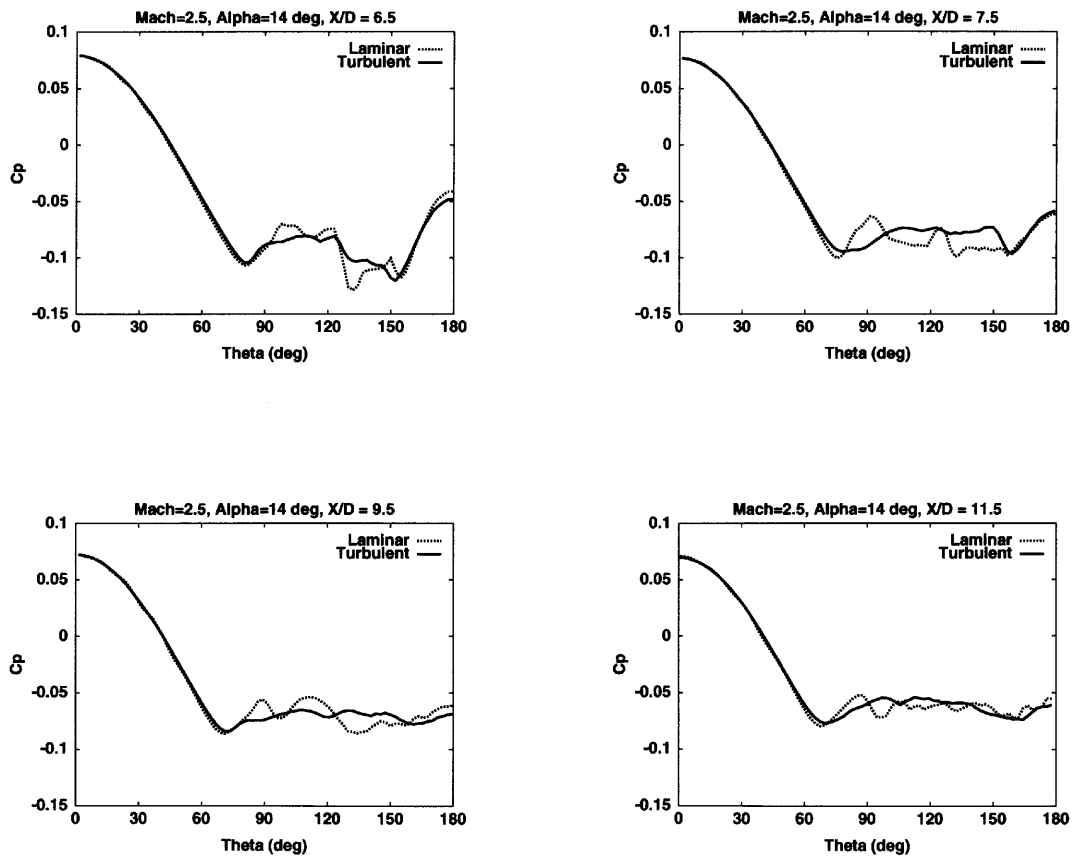 Mach=2.5, Alpha=14 deg, X/D = 6.5
0.1
0.05
0
-0.05
-0.1
-0.15
Cp
Laminar
Turbulent
0 30 60 90 120 150 180
Theta (deg)
Mach=2.5, Alpha=14 deg, X/D = 7.5
0.1
0.05
0
-0.05
-0.1
-0.15
Cp
Laminar
Turbulent
0 30 60 90 120 150 180
Theta (deg)
Mach=2.5, Alpha=14 deg, X/D = 9.5
0.1
0.05
0
-0.05
-0.1
-0.15
Cp
Laminar
Turbulent
0 30 60 90 120 150 180
Theta (deg)
Mach=2.5, Alpha=14 deg, X/D = 11.5
0.1
0.05
0
-0.05
-0.1
-0.15
Cp
Laminar
Turbulent
0 30 60 90 120 150 180
Theta (deg)